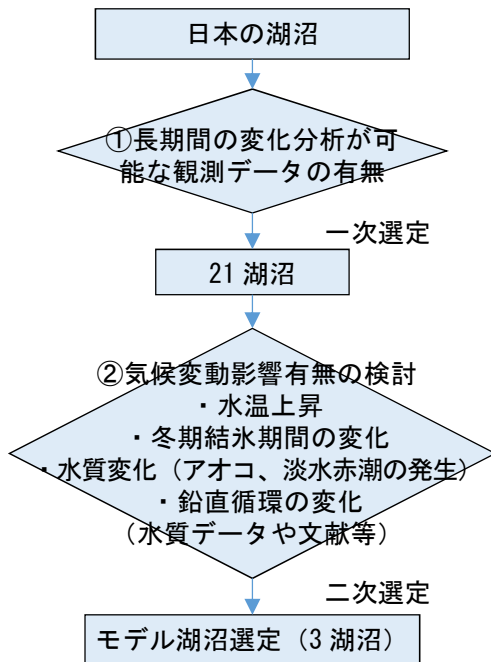 日本の湖沼
①長期間の変化分析が可
能な観測データの有無
一次選定
21 湖沼
②気候変動影響有無の検討
・水温上昇
・冬期結氷期間の変化
・水質変化（アオコ、淡水赤潮の発生）
・鉛直循環の変化
（水質データや文献等）
二次選定
モデル湖沼選定（3 湖沼）